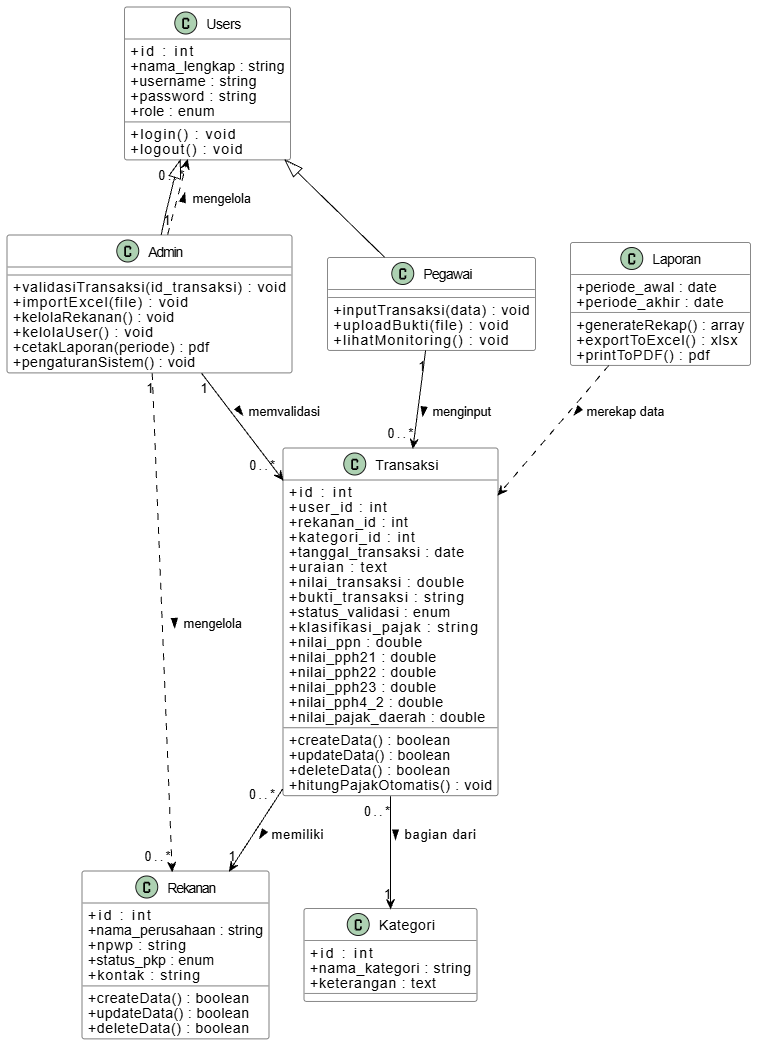 C Users
+id : int
+nama_lengkap : string
+username : string
+password : string
+role : enum
+login() : void
+logout() : void
0..*
mengelola
1
C Admin
+validasiTransaksi(id_transaksi) : void
+importExcel(file) : void
+kelolaRekanan() : void
+kelolaUser() : void
+cetakLaporan(periode) : pdf
+pengaturanSistem() : void
C Pegawai
+inputTransaksi(data) : void
+uploadBukti(file) : void
+lihatMonitoring() : void
C Laporan
+periode_awal : date
+periode_akhir : date
+generateRekap() : array
+exportToExcel() : xlsx
+printToPDF() : pdf
1
1
1
memvalidasi
menginput
merekap data
0..*
0..*
C Transaksi
+id : int
+user_id : int
+rekanan_id : int
+kategori_id : int
+tanggal_transaksi : date
+uraian : text
+nilai_transaksi : double
+bukti_transaksi : string
+status_validasi : enum
+klasifikasi_pajak : string
+nilai_ppn : double
+nilai_pph21 : double
+nilai_pph22 : double
+nilai_pph23 : double
+nilai_pph4_2 : double
+nilai_pajak_daerah : double
+createData() : boolean
+updateData() : boolean
+deleteData() : boolean
+hitungPajakOtomatis() : void
mengelola
0..*
0..*
memiliki
bagian dari
0..*
1
1
C Rekanan
+id : int
+nama_perusahaan : string
+npwp : string
+status_pkp : enum
+kontak : string
+createData() : boolean
+updateData() : boolean
+deleteData() : boolean
C Kategori
+id : int
+nama_kategori : string
+keterangan : text